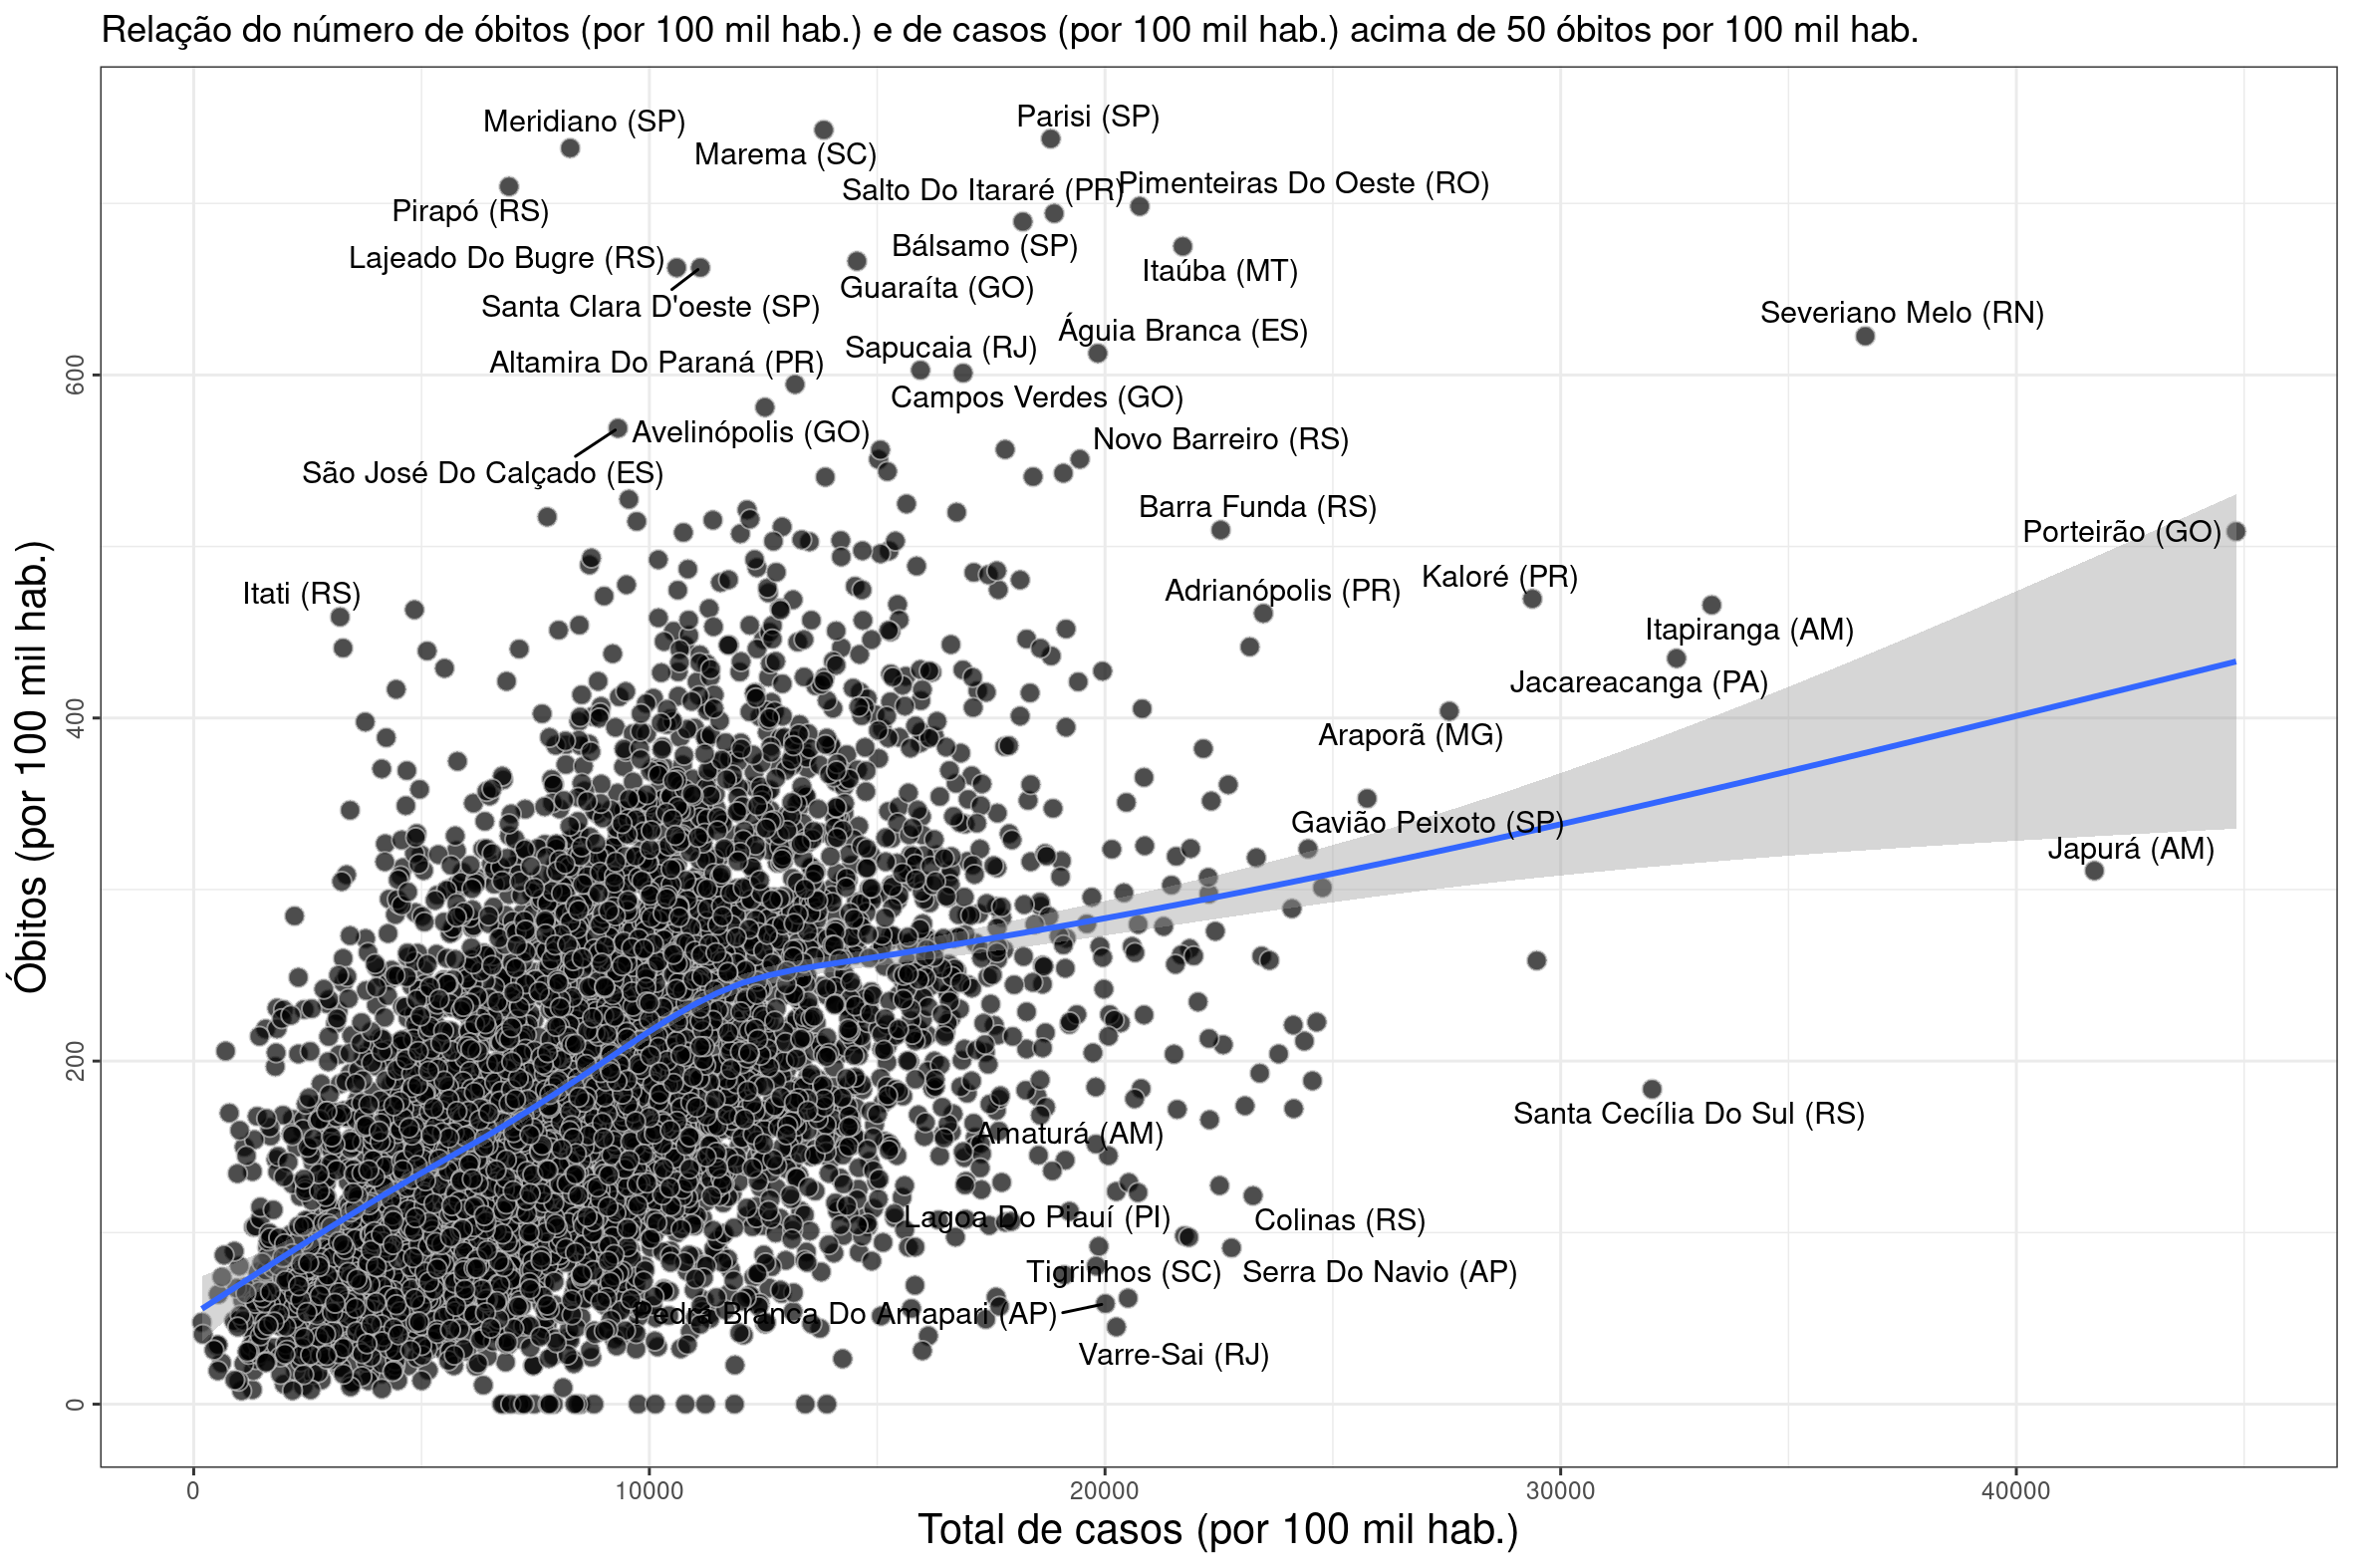 Relação do número de óbitos (por 100 mil hab.) e de casos (por 100 mil hab.) acima de 50 óbitos por 100 mil hab.
Óbitos (por 100 mil hab.)
600
400
200
0
Meridiano (SP)
Parisi (SP)
Marema (SC)
Salto Do Itararé (PR)
Pimenteiras Do Oeste (RO)
Pirapó (RS)
Bálsamo (SP)
Lajeado Do Bugre (RS)
Itaúba (MT)
Guaraíta (GO)
Santa Clara D'oeste (SP)
Severiano Melo (RN)
Águia Branca (ES)
Sapucaia (RJ)
Altamira Do Paraná (PR)
Campos Verdes (GO)
Avelinópolis (GO)
Novo Barreiro (RS)
São José Do Calçado (ES)
Barra Funda (RS)
Porteirão (GO)
Kaloré (PR)
Adrianópolis (PR)
Itati (RS)
Itapiranga (AM)
Jacareacanga (PA)
Araporã (MG)
Gavião Peixoto (SP)
Japurá (AM)
Santa Cecília Do Sul (RS)
Amaturá (AM)
Lagoa Do Piauí (PI)
Colinas (RS)
Tigrinhos (SC)
Serra Do Navio (AP)
Pedra Branca Do Amapari (AP)
Varre-Sai (RJ)
0
10000
20000
30000
40000
Total de casos (por 100 mil hab.)